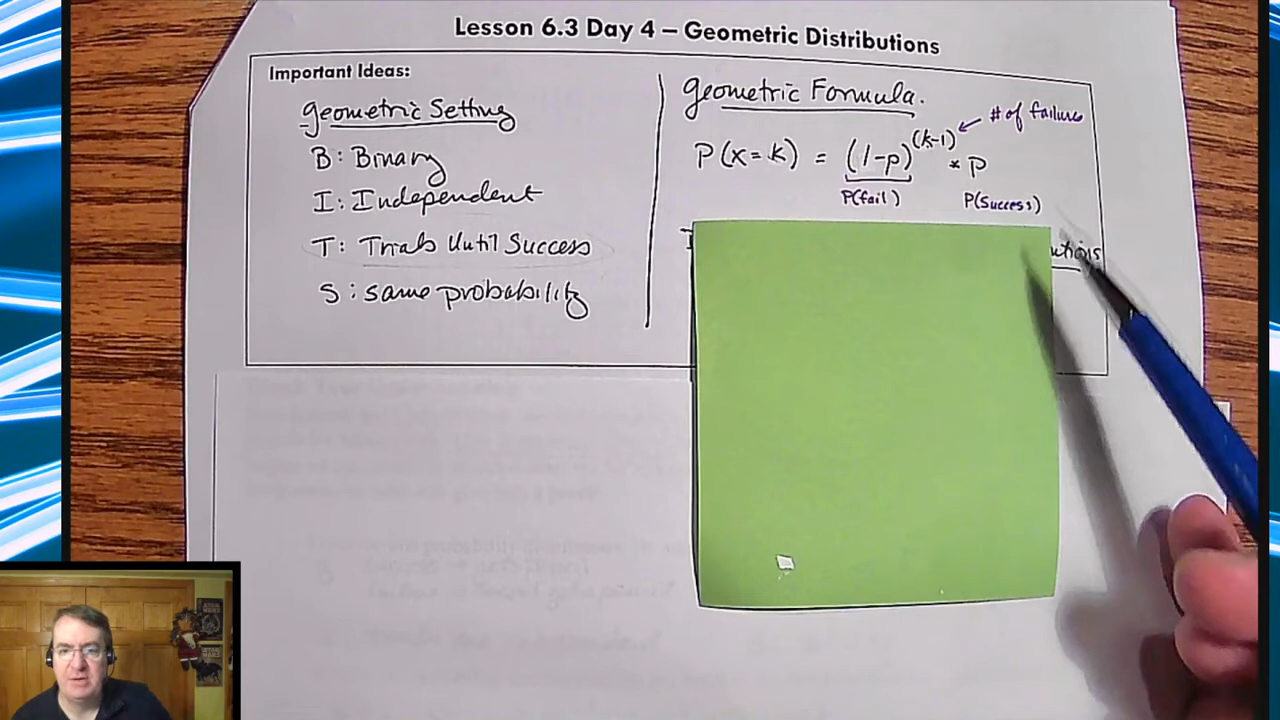 Lesson 6.3 Day 4 – Geometric Distributions
Important Ideas:
Geometric Setting
B: Binary
I: Independent
T: Trials Until Success
S: same probability
Geometric Formula.
# of failures
P(x=k) = (1-p)^(k-1) * p
P(fail)
P(Success)